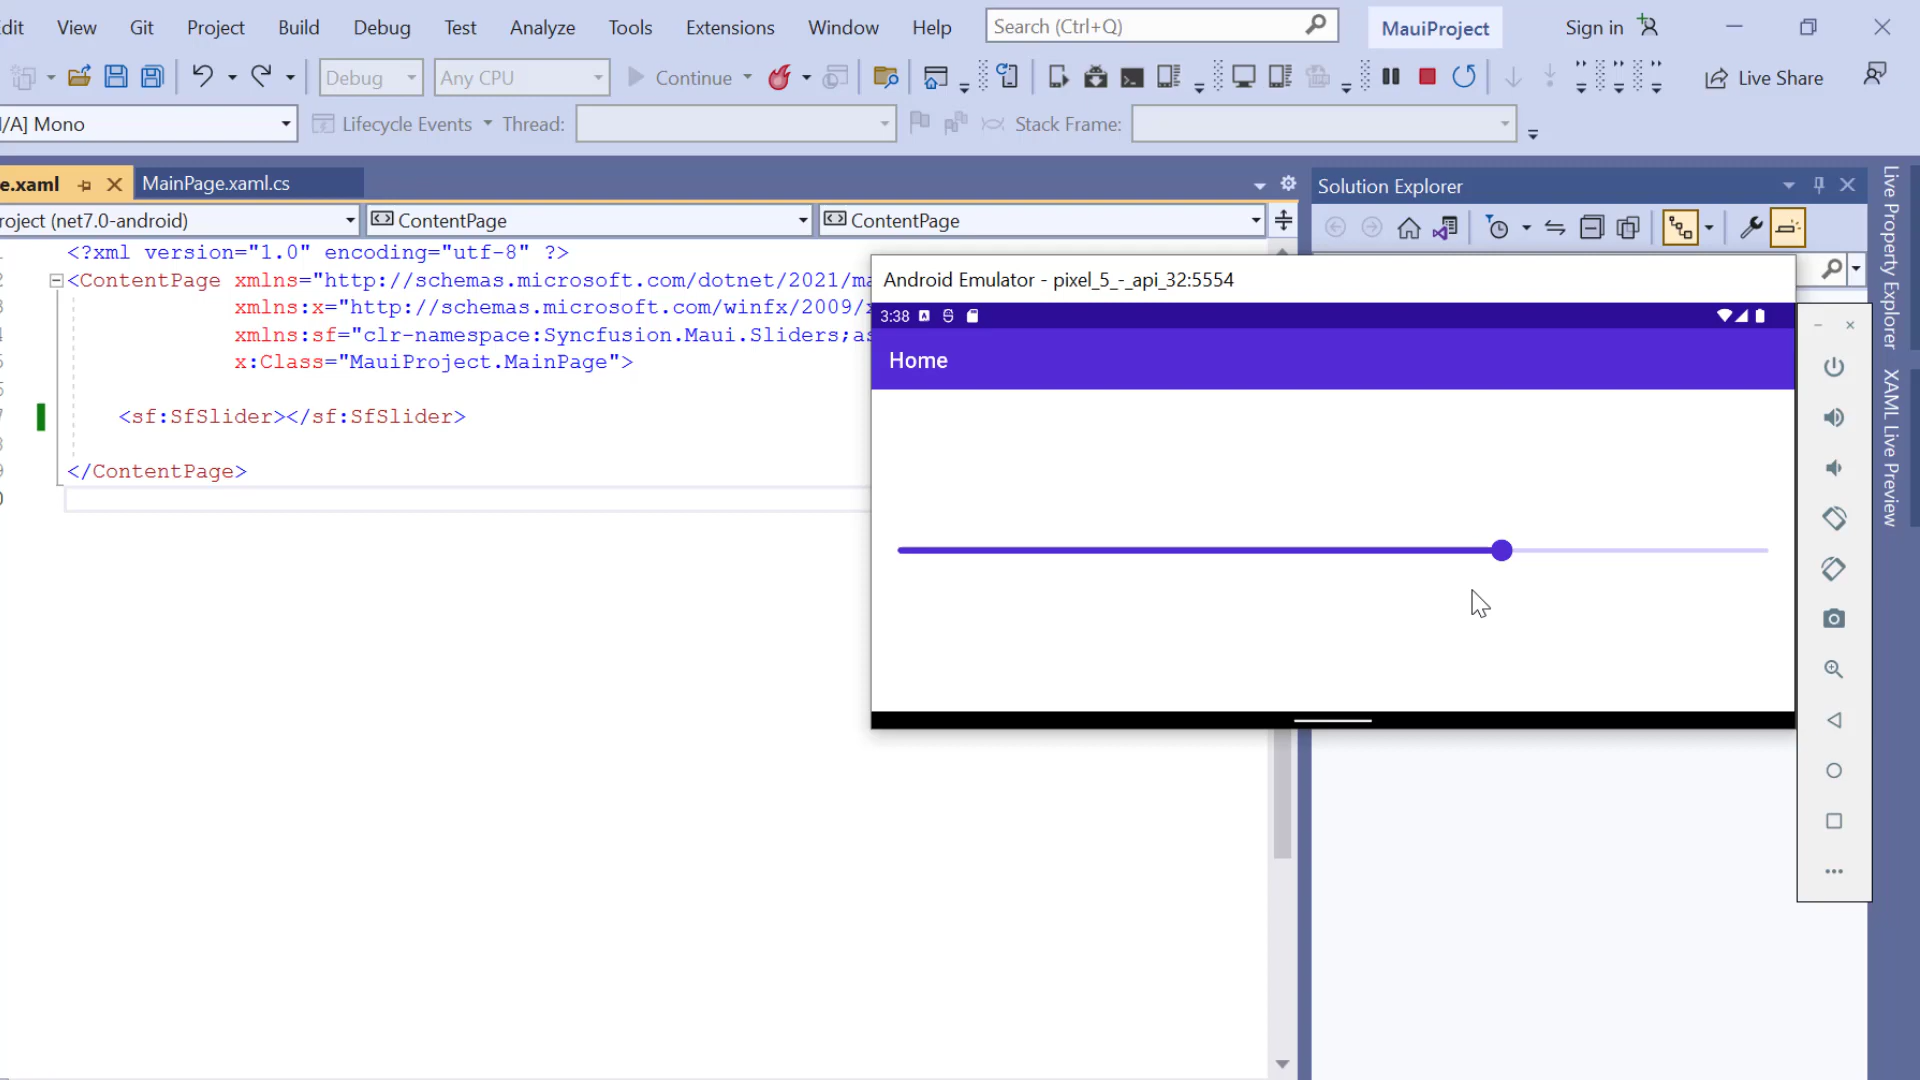 dit View Git Project Build Debug Test Analyze Tools Extensions Window Help Search (Ctrl+Q) MauiProject Sign in
Debug Any CPU Continue Live Share
/A] Mono Lifecycle Events Thread: Stack Frame:
e.xaml MainPage.xaml.cs Solution Explorer
roject (net7.0-android) ContentPage ContentPage
<?xml version="1.0" encoding="utf-8" ?>
<ContentPage xmlns="http://schemas.microsoft.com/dotnet/2021/ma
xmlns:x="http://schemas.microsoft.com/winfx/2009/x
xmlns:sf="clr-namespace:Syncfusion.Maui.Sliders;as
x:Class="MauiProject.MainPage">
<sf:SfSlider></sf:SfSlider>
</ContentPage>
Android Emulator - pixel_5_-_api_32:5554
3:38
Home
Live Property Explorer
XAML Live Preview